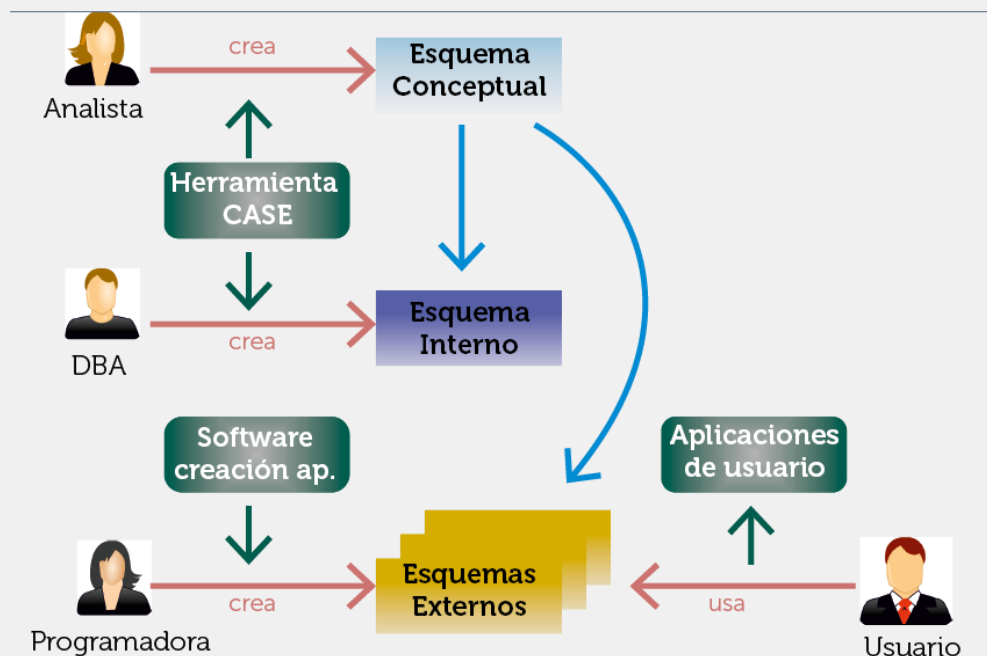 crea
Esquema
Conceptual
Analista
Herramienta
CASE
Esquema
Interno
crea
DBA
Software
creación ap.
Aplicaciones
de usuario
Esquemas
Externos
crea
usa
Programadora
Usuario